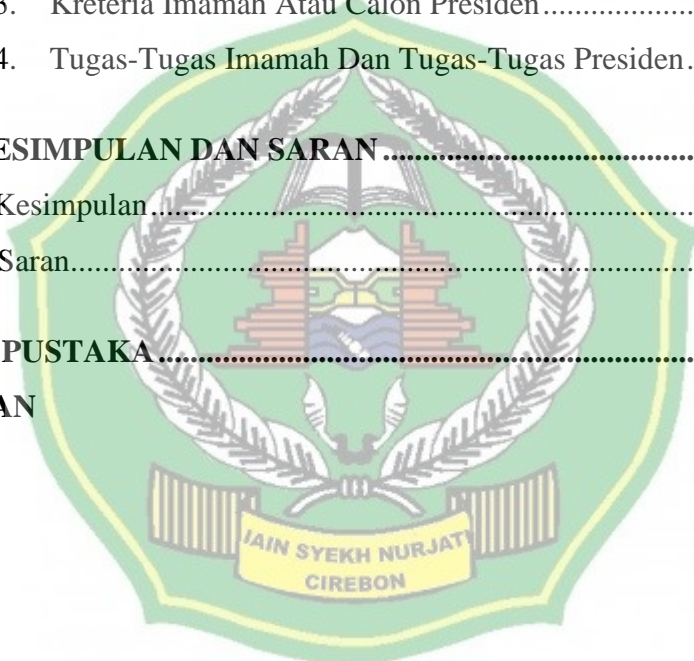 3. Kreteria Imamah Atau Calon Presiden....................
4. Tugas-Tugas Imamah Dan Tugas-Tugas Presiden.
ESIMPULAN DAN SARAN....................................
Kesimpulan.........................................................................
Saran.................................................................................
PUSTAKA................................................................
AN
IAIN SYEKH NURJATI
CIREBON